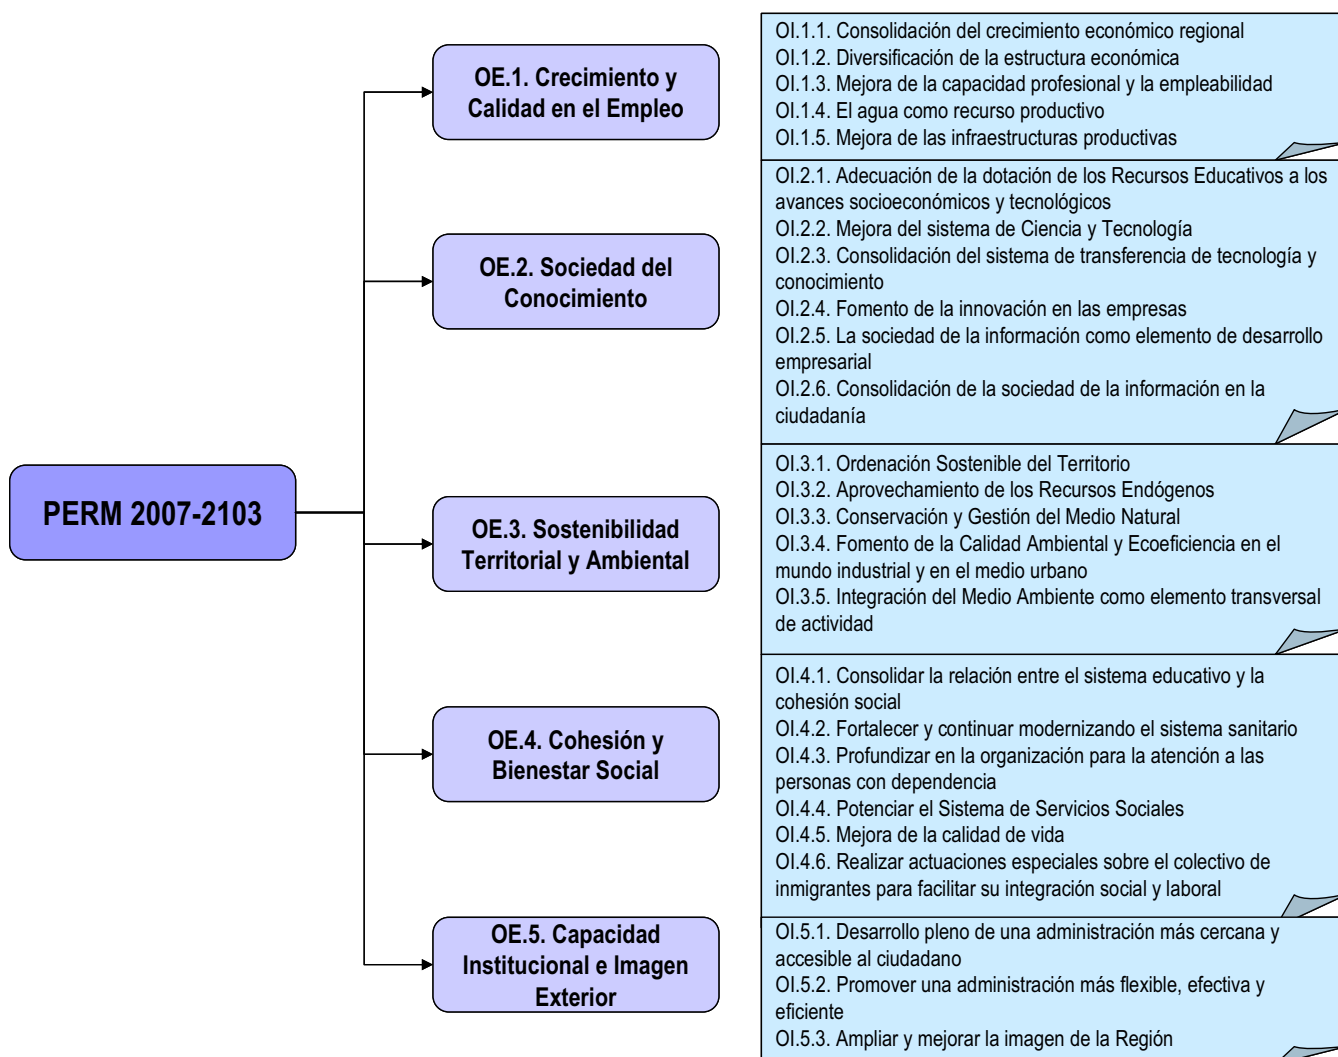 PERM 2007-2103
OE.1. Crecimiento y
Calidad en el Empleo
OI.1.1. Consolidación del crecimiento económico regional
OI.1.2. Diversificación de la estructura económica
OI.1.3. Mejora de la capacidad profesional y la empleabilidad
OI.1.4. El agua como recurso productivo
OI.1.5. Mejora de las infraestructuras productivas
OE.2. Sociedad del
Conocimiento
OI.2.1. Adecuación de la dotación de los Recursos Educativos a los
avances socioeconómicos y tecnológicos
OI.2.2. Mejora del sistema de Ciencia y Tecnología
OI.2.3. Consolidación del sistema de transferencia de tecnología y
conocimiento
OI.2.4. Fomento de la innovación en las empresas
OI.2.5. La sociedad de la información como elemento de desarrollo
empresarial
OI.2.6. Consolidación de la sociedad de la información en la
ciudadanía
OE.3. Sostenibilidad
Territorial y Ambiental
OI.3.1. Ordenación Sostenible del Territorio
OI.3.2. Aprovechamiento de los Recursos Endógenos
OI.3.3. Conservación y Gestión del Medio Natural
OI.3.4. Fomento de la Calidad Ambiental y Ecoeficiencia en el
mundo industrial y en el medio urbano
OI.3.5. Integración del Medio Ambiente como elemento transversal
de actividad
OE.4. Cohesión y
Bienestar Social
OI.4.1. Consolidar la relación entre el sistema educativo y la
cohesión social
OI.4.2. Fortalecer y continuar modernizando el sistema sanitario
OI.4.3. Profundizar en la organización para la atención a las
personas con dependencia
OI.4.4. Potenciar el Sistema de Servicios Sociales
OI.4.5. Mejora de la calidad de vida
OI.4.6. Realizar actuaciones especiales sobre el colectivo de
inmigrantes para facilitar su integración social y laboral
OE.5. Capacidad
Institucional e Imagen
Exterior
OI.5.1. Desarrollo pleno de una administración más cercana y
accesible al ciudadano
OI.5.2. Promover una administración más flexible, efectiva y
eficiente
OI.5.3. Ampliar y mejorar la imagen de la Región